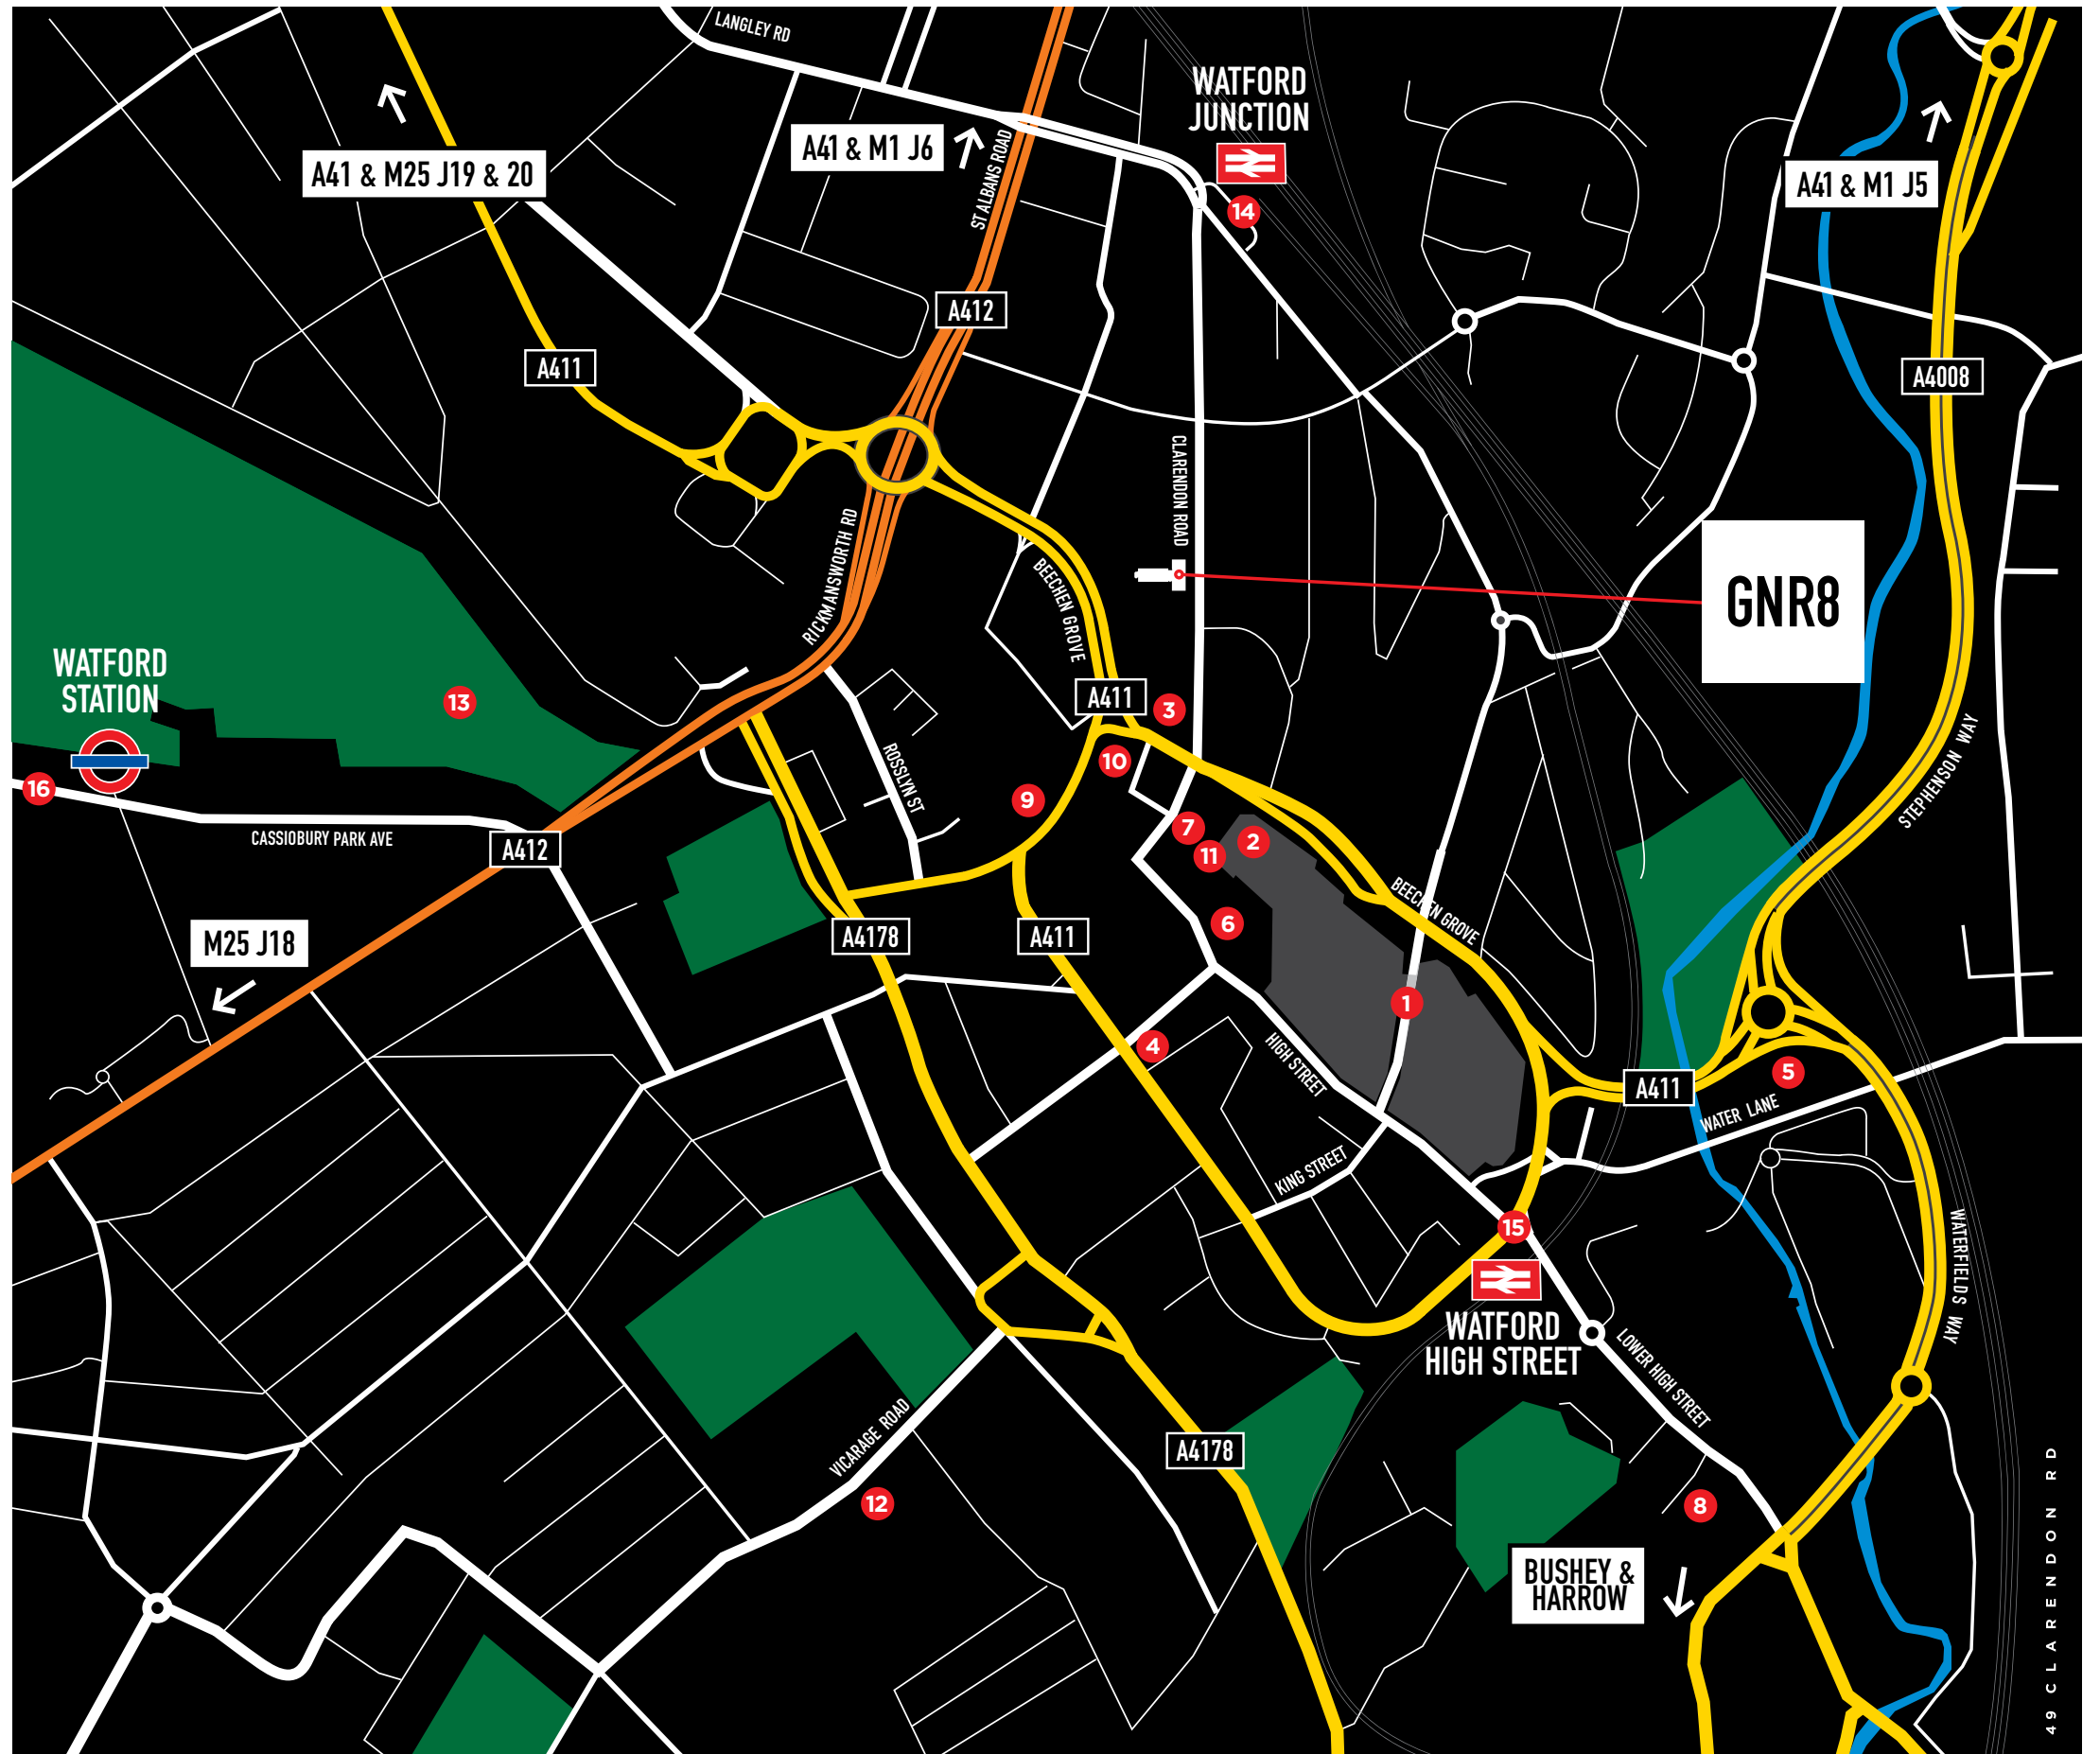 LANGLEY RD
WATFORD
JUNCTION
A41 & M25 J19 & 20
A41 & M1 J6
ST ALBANS ROAD
14
A41 & M1 J5
A412
A411
A4008
CLARENDON ROAD
RICKMANSWORTH RD
BEECHEN GROVE
GNR8
WATFORD
STATION
13
A411
3
ROSSLYN ST
10
STEPHENSON WAY
16
9
CASSIOBURY PARK AVE
A412
7
2
11
BEECHEN GROVE
M25 J18
A4178
A411
6
1
4
HIGH STREET
5
A411
WATER LANE
KING STREET
15
WATERFIELDS WAY
WATFORD
HIGH STREET
LOWER HIGH STREET
VICARAGE ROAD
A4178
12
8
BUSHEY &
HARROW
49 CLARENDON RD